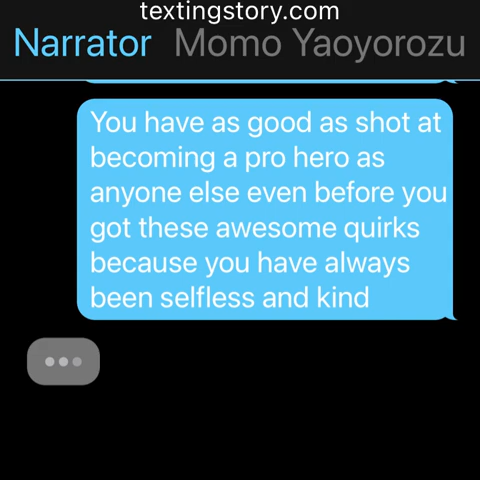 textingstory.com
Narrator Momo Yaoyorozu
You have as good as shot at
becoming a pro hero as
anyone else even before you
got these awesome quirks
because you have always
been selfless and kind